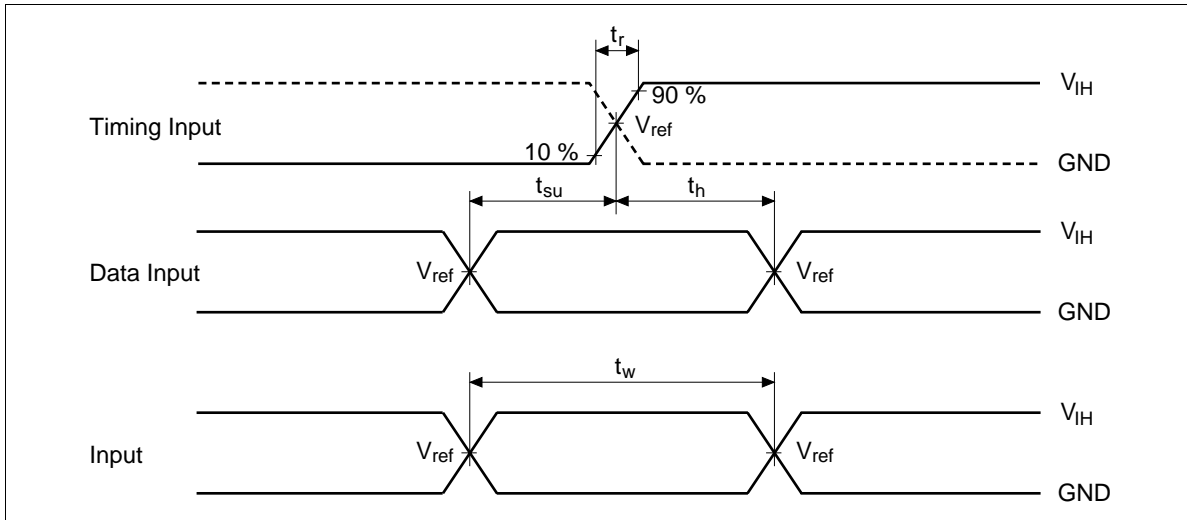 t_r
V_IH
90 %
Timing Input
V_ref
10 %
GND
t_su
t_h
V_IH
Data Input
V_ref
V_ref
GND
t_w
V_IH
Input
V_ref
V_ref
GND